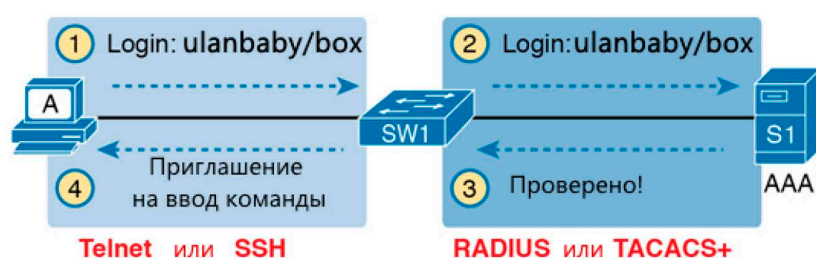 1 Login: ulanbaby/box
2 Login: ulanbaby/box
A
SW1
S1
4 Приглашение
на ввод команды
3 Проверено!
AAA
Telnet или SSH
RADIUS или TACACS+